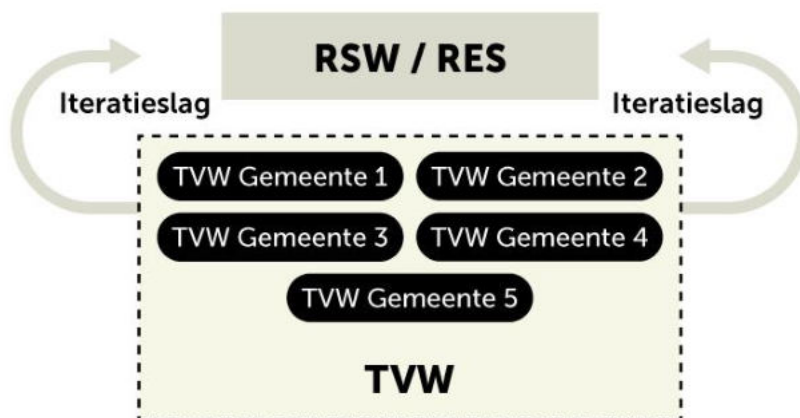 RSW / RES
Iteratieslag
Iteratieslag
TVW Gemeente 1
TVW Gemeente 2
TVW Gemeente 3
TVW Gemeente 4
TVW Gemeente 5
TVW